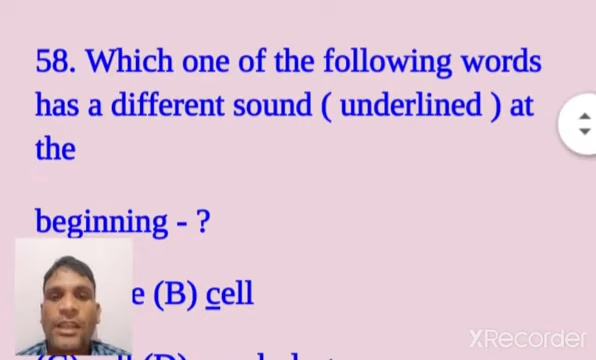 58. Which one of the following words
has a different sound ( underlined ) at
the
beginning - ?
e (B) cell
XRecorder